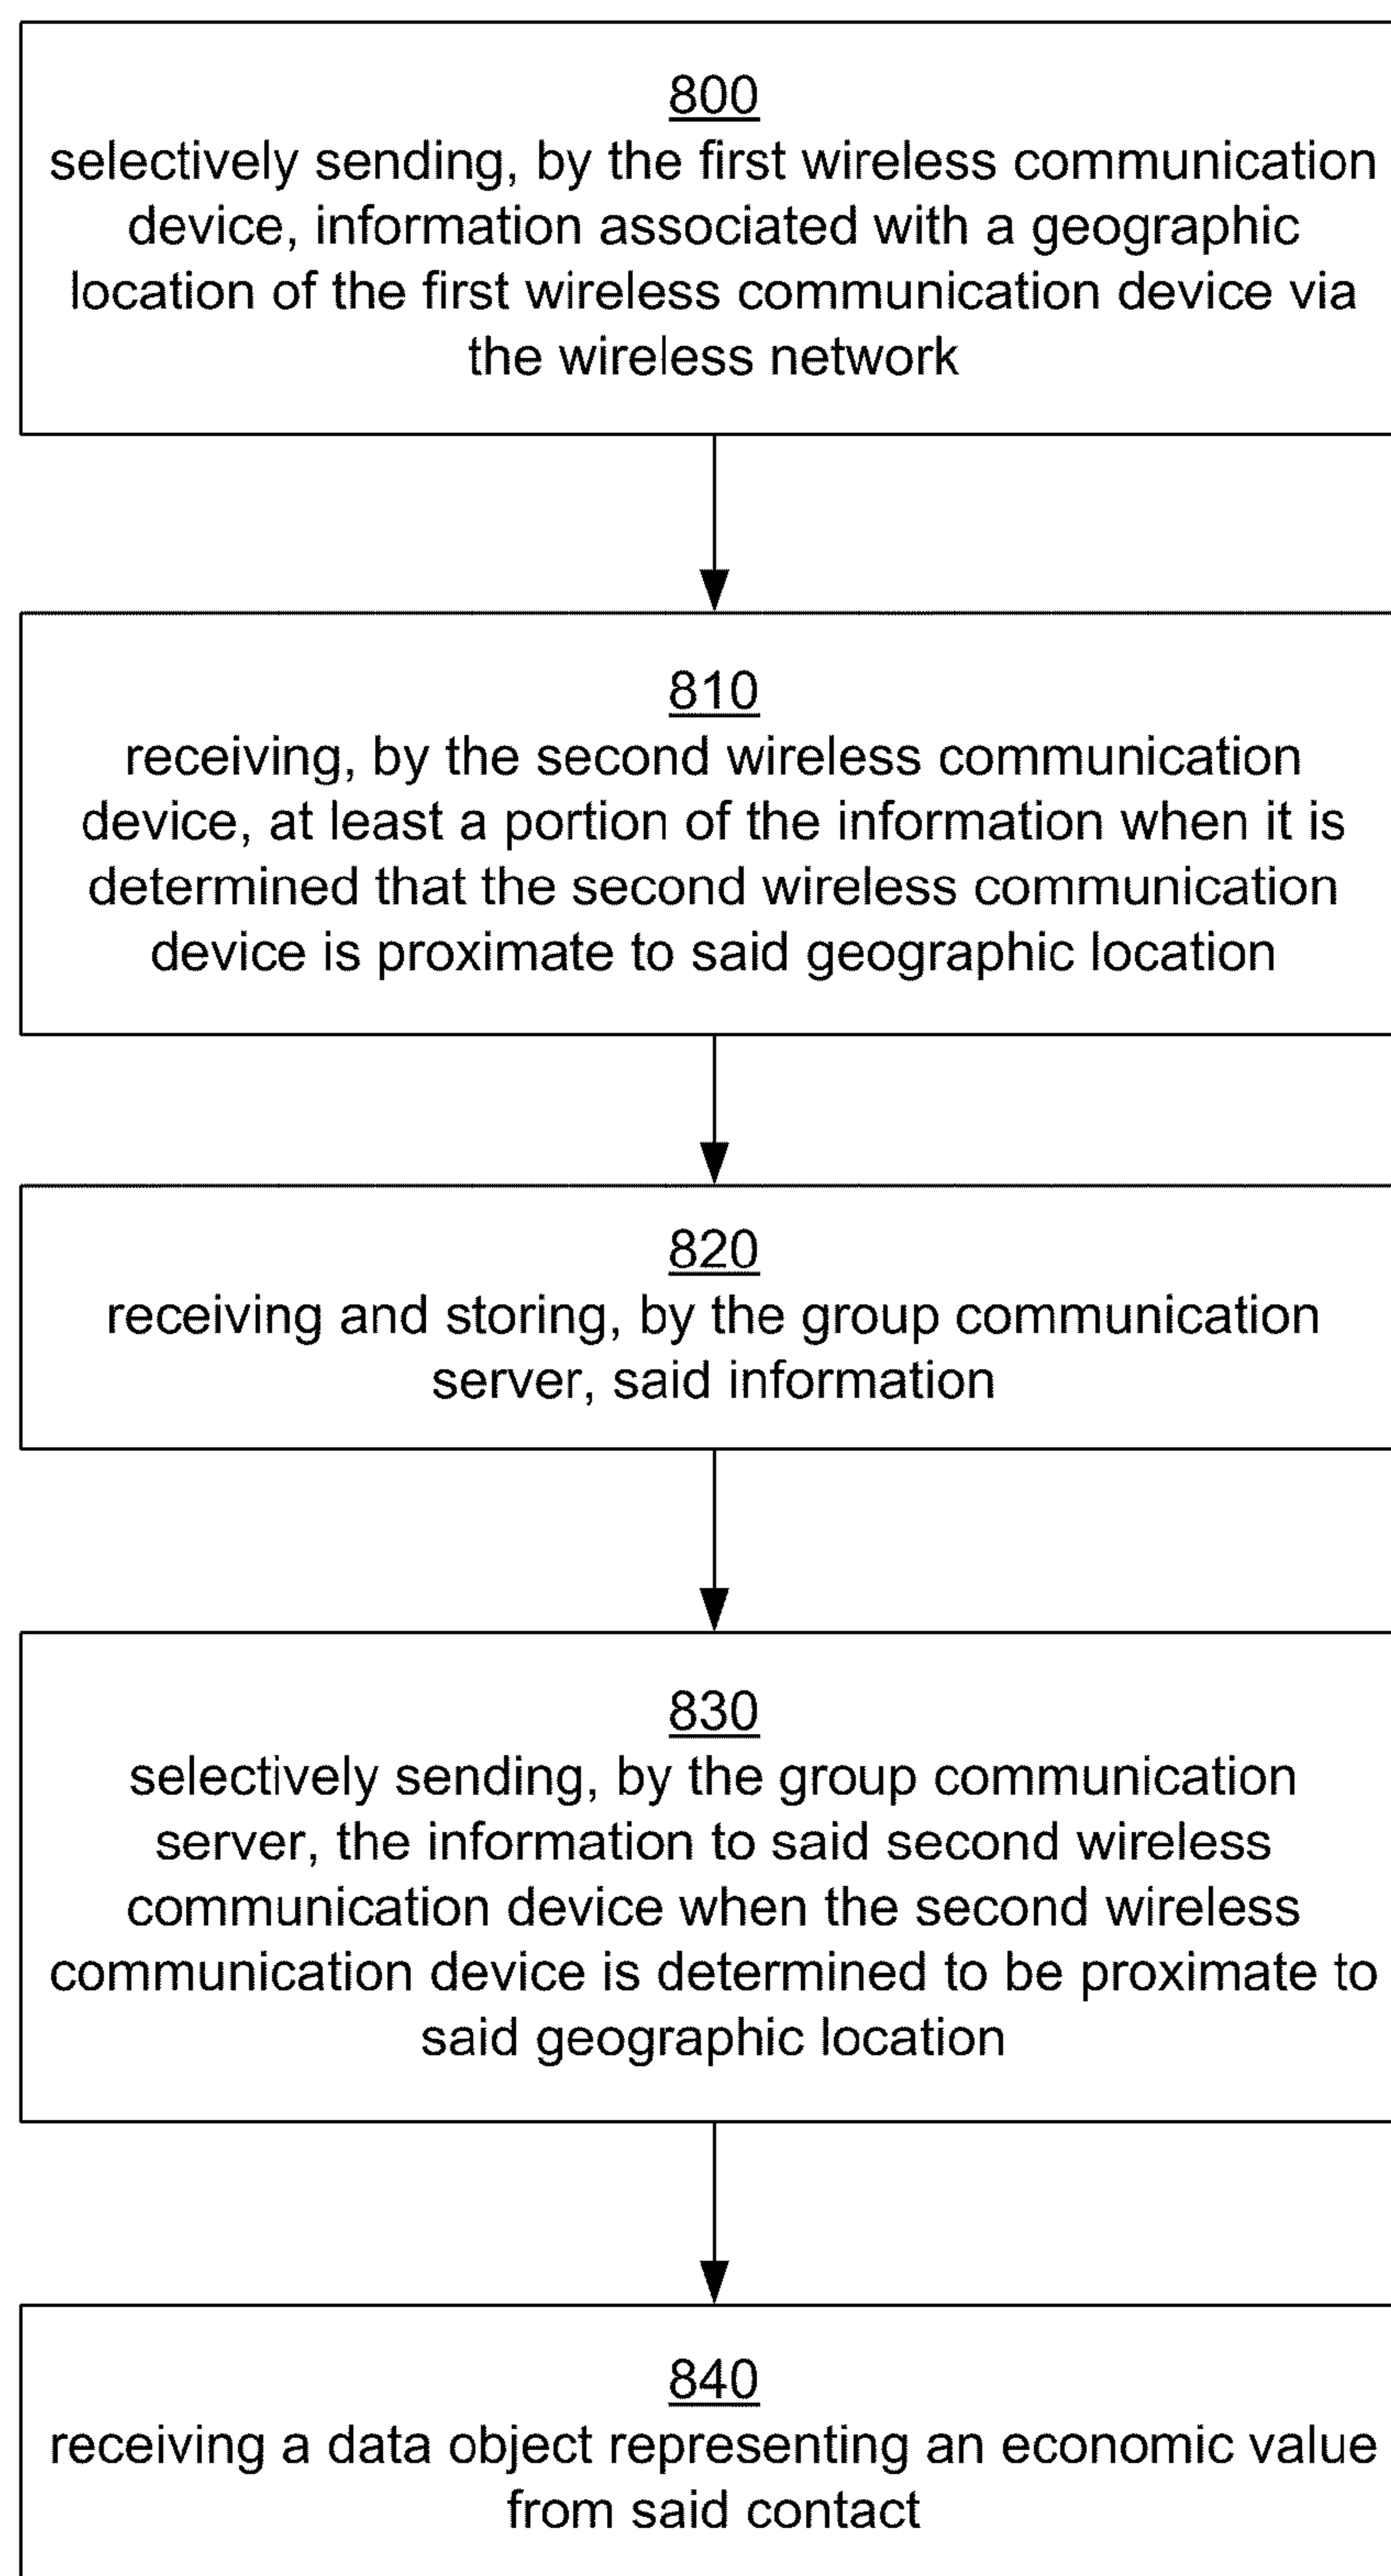 800
selectively sending, by the first wireless communication
device, information associated with a geographic
location of the first wireless communication device via
the wireless network
810
receiving, by the second wireless communication
device, at least a portion of the information when it is
determined that the second wireless communication
device is proximate to said geographic location
820
receiving and storing, by the group communication
server, said information
830
selectively sending, by the group communication
server, the information to said second wireless
communication device when the second wireless
communication device is determined to be proximate to
said geographic location
840
receiving a data object representing an economic value
from said contact